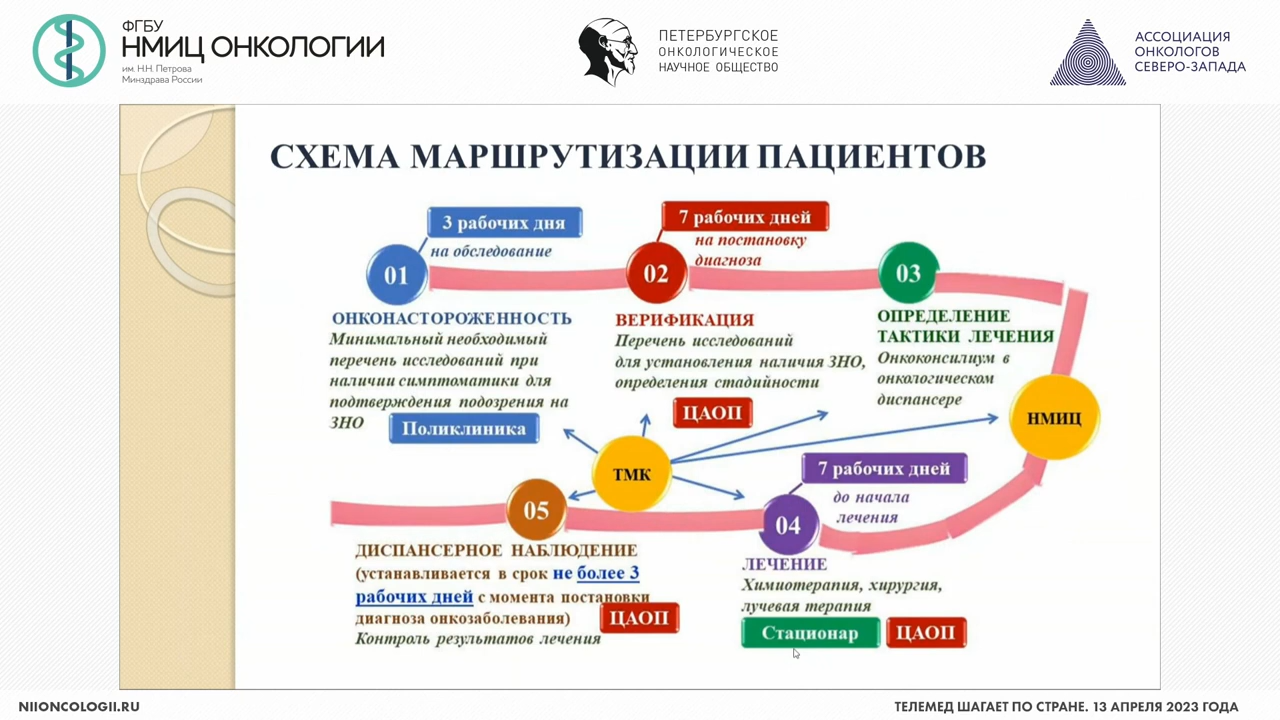 ФГБУ
НМИЦ ОНКОЛОГИИ
им. Н.Н. Петрова
Минздрава России
ПЕТЕРБУРГСКОЕ
ОНКОЛОГИЧЕСКОЕ
НАУЧНОЕ ОБЩЕСТВО
АССОЦИАЦИЯ
ОНКОЛОГОВ
СЕВЕРО-ЗАПАДА
СХЕМА МАРШРУТИЗАЦИИ ПАЦИЕНТОВ
3 рабочих дня
на обследование
01
ОНКОНАСТОРОЖЕННОСТЬ
Минимальный необходимый
перечень исследований при
наличии симптоматики для
подтверждения подозрения на
ЗНО
Поликлиника
7 рабочих дней
на постановку
диагноза
02
ВЕРИФИКАЦИЯ
Перечень исследований
для установления наличия ЗНО,
определения стадийности
ЦАОП
03
ОПРЕДЕЛЕНИЕ
ТАКТИКИ ЛЕЧЕНИЯ
Онкоконсилиум в
онкологическом
диспансере
НМИЦ
ТМК
7 рабочих дней
до начала
лечения
04
ЛЕЧЕНИЕ
Химиотерапия, хирургия,
лучевая терапия
Стационар
ЦАОП
05
ДИСПАНСЕРНОЕ НАБЛЮДЕНИЕ
(устанавливается в срок не более 3
рабочих дней с момента постановки
диагноза онкозаболевания)
ЦАОП
Контроль результатов лечения
NIIONCOLOGII.RU
ТЕЛЕМЕД ШАГАЕТ ПО СТРАНЕ. 13 АПРЕЛЯ 2023 ГОДА